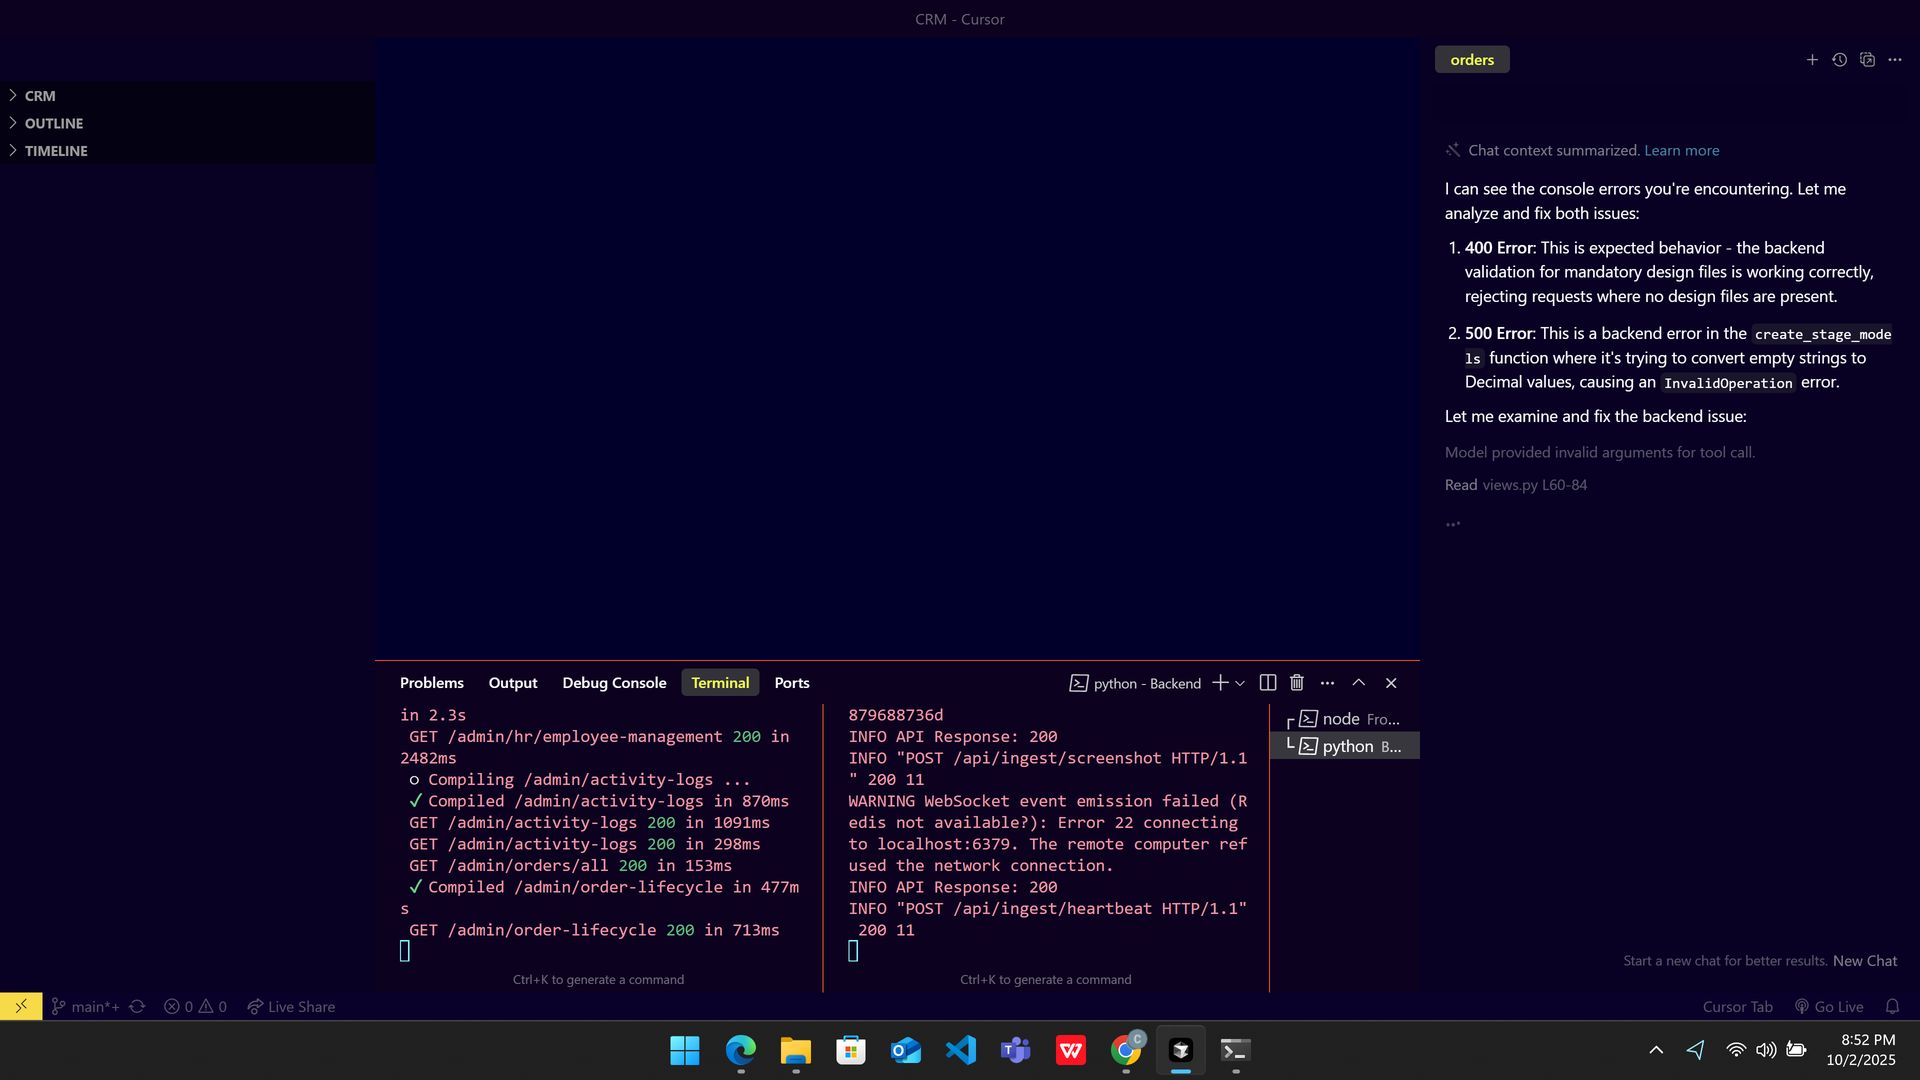 CRM - Cursor
CRM
OUTLINE
TIMELINE
orders
Chat context summarized. Learn more
I can see the console errors you're encountering. Let me
analyze and fix both issues:
1. 400 Error: This is expected behavior - the backend
validation for mandatory design files is working correctly,
rejecting requests where no design files are present.
2. 500 Error: This is a backend error in the create_stage_mode
ls function where it's trying to convert empty strings to
Decimal values, causing an InvalidOperation error.
Let me examine and fix the backend issue:
Model provided invalid arguments for tool call.
Read views.py L60-84
Start a new chat for better results. New Chat
Problems Output Debug Console Terminal Ports
python - Backend
in 2.3s
GET /admin/hr/employee-management 200 in
2482ms
○ Compiling /admin/activity-logs ...
✓ Compiled /admin/activity-logs in 870ms
GET /admin/activity-logs 200 in 1091ms
GET /admin/activity-logs 200 in 298ms
GET /admin/orders/all 200 in 153ms
✓ Compiled /admin/order-lifecycle in 477m
s
GET /admin/order-lifecycle 200 in 713ms
Ctrl+K to generate a command
879688736d
INFO API Response: 200
INFO "POST /api/ingest/screenshot HTTP/1.1
" 200 11
WARNING WebSocket event emission failed (R
edis not available?): Error 22 connecting
to localhost:6379. The remote computer ref
used the network connection.
INFO API Response: 200
INFO "POST /api/ingest/heartbeat HTTP/1.1"
200 11
Ctrl+K to generate a command
node Fro...
python B...
main*+ 0 0 Live Share
Cursor Tab Go Live
8:52 PM
10/2/2025